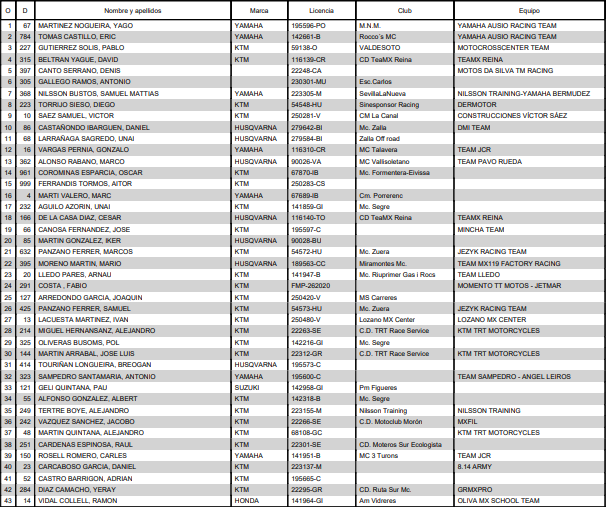 O D Nombre y apellidos Marca Licencia Club Equipo
1 67 MARTINEZ NOGUEIRA, YAGO YAMAHA 195596-PO M.N.M. YAMAHA AUSIO RACING TEAM
2 784 TOMAS CASTILLO, ERIC YAMAHA 142661-B Rocco´s MC YAMAHA AUSIO RACING TEAM
3 227 GUTIERREZ SOLIS, PABLO KTM 59138-O VALDESOTO MOTOCROSSCENTER TEAM
4 315 BELTRAN YAGUE, DAVID KTM 116139-CR CD TeaMX Reina TEAMX REINA
5 397 CANTO SERRANO, DENIS 22248-CA MOTOS DA SILVA TM RACING
6 305 GALLEGO RAMOS, ANTONIO 230301-MU Esc.Carlos
7 368 NILSSON BUSTOS, SAMUEL MATTIAS YAMAHA 223305-M SevillaLaNueva NILSSON TRAINING-YAMAHA BERMUDEZ
8 223 TORRIJO SIESO, DIEGO KTM 54548-HU Sinesponsor Racing DERMOTOR
9 10 SAEZ SAMUEL, VICTOR KTM 250281-V CM La Canal CONSTRUCCIONES VÍCTOR SÁEZ
10 86 CASTAÑONDO IBARGUEN, DANIEL HUSQVARNA 279642-BI Mc. Zalla DMI TEAM
11 68 LARRAÑAGA SAGREDO, UNAI HUSQVARNA 279584-BI Zalla Off road
12 16 VARGAS PERNIA, GONZALO YAMAHA 116310-CR MC Talavera TEAM JCR
13 362 ALONSO RABANO, MARCO HUSQVARNA 90026-VA MC Vallisoletano TEAM PAVO RUEDA
14 961 COROMINAS ESPARCIA, OSCAR KTM 67870-IB Mc. Formentera-Eivissa
15 999 FERRANDIS TORMOS, AITOR KTM 250283-CS
16 4 MARTI VALERO, MARC YAMAHA 67689-IB Cm. Porrerenc
17 232 AGUILO AZORIN, UNAI KTM 141859-GI Mc. Segre
18 166 DE LA CASA DIAZ, CESAR HUSQVARNA 116140-TO CD TeaMX Reina TEAMX REINA
19 66 CANOSA FERNANDEZ, JOSE KTM 195597-C MINCHA TEAM
20 85 MARTIN GONZALEZ, IKER HUSQVARNA 90028-BU
21 632 PANZANO FERRER, MARCOS KTM 54572-HU Mc. Zuera JEZYK RACING TEAM
22 395 MORENO MARTIN, MARIO HUSQVARNA 189563-CC Miramontes Mc. TEAM MX119 FACTORY RACING
23 20 LLEDO PARES, ARNAU KTM 141947-B Mc. Riuprimer Gas i Rocs TEAM LLEDO
24 291 COSTA , FABIO KTM FMP-262020 MOMENTO TT MOTOS - JETMAR
25 127 ARREDONDO GARCIA, JOAQUIN KTM 250420-V MS Carreres
26 425 PANZANO FERRER, SAMUEL KTM 54573-HU Mc. Zuera JEZYK RACING TEAM
27 13 LACUESTA MARTINEZ, IVAN KTM 250480-V Lozano MX Center LOZANO MX CENTER
28 214 MIGUEL HERNANSANZ, ALEJANDRO KTM 22263-SE C.D. TRT Race Service KTM TRT MOTORCYCLES
29 325 OLIVERAS BUSOMS, POL KTM 142216-GI Mc. Segre
30 144 MARTIN ARRABAL, JOSE LUIS KTM 22312-GR C.D. TRT Race Service KTM TRT MOTORCYCLES
31 414 TOURIÑAN LONGUEIRA, BREOGAN HUSQVARNA 195573-C
32 323 SAMPEDRO SANTAMARIA, ANTONIO YAMAHA 195600-C TEAM SAMPEDRO - ANGEL LEIROS
33 121 GELI QUINTANA, PAU SUZUKI 142958-GI Pm Figueres
34 55 ALFONSO GONZALEZ, ALBERT KTM 142318-B Mc. Segre
35 249 TERTRE BOYE, ALEJANDRO KTM 223155-M Nilsson Training NILSSON TRAINING
36 242 VAZQUEZ SANCHEZ, JACOBO KTM 22266-SE C.D. Motoclub Morón MXFIL
37 48 MARTIN QUINTANA, ALEJANDRO KTM 68108-GC KTM TRT MOTORCYCLES
38 251 CARDENAS ESPINOSA, RAUL KTM 22301-SE CD. Moteros Sur Ecologista
39 150 ROSELL ROMERO, CARLES YAMAHA 141951-B MC 3 Turons TEAM JCR
40 23 CARCABOSO GARCIA, DANIEL KTM 223137-M 8.14 ARMY
41 52 CASTRO BARRIGON, ADRIAN KTM 195665-C
42 284 DIAZ CAMACHO, YERAY KTM 22295-GR CD. Ruta Sur Mc. GRMXPRO
43 14 VIDAL COLLELL, RAMON HONDA 141964-GI Am Vidreres OLIVA MX SCHOOL TEAM